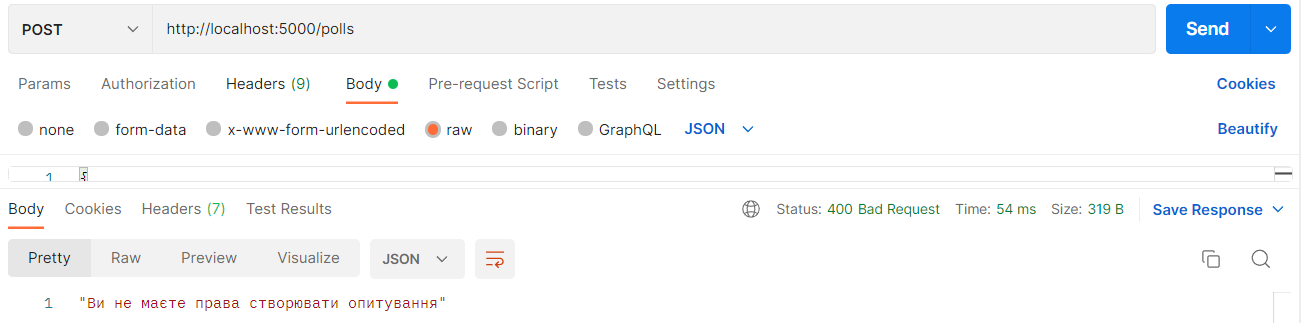 POST http://localhost:5000/polls Send
Params Authorization Headers (9) Body Pre-request Script Tests Settings Cookies
none form-data x-www-form-urlencoded raw binary GraphQL JSON Beautify
1 {
Body Cookies Headers (7) Test Results Status: 400 Bad Request Time: 54 ms Size: 319 B Save Response
Pretty Raw Preview Visualize JSON
1 "Ви не маєте права створювати опитування"